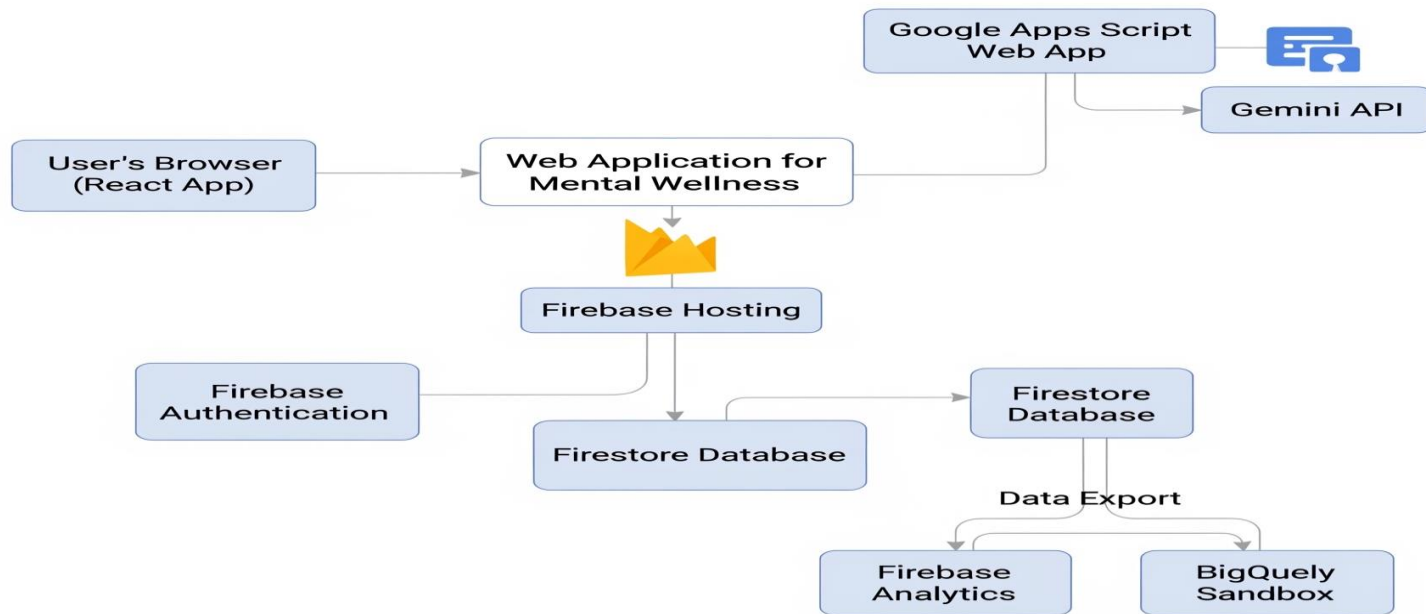 Google Apps Script
Web App
Gemini API
User's Browser
(React App)
Web Application for
Mental Wellness
Firebase Hosting
Firebase
Authentication
Firestore Database
Firestore
Database
Data Export
Firebase
Analytics
BigQuely
Sandbox